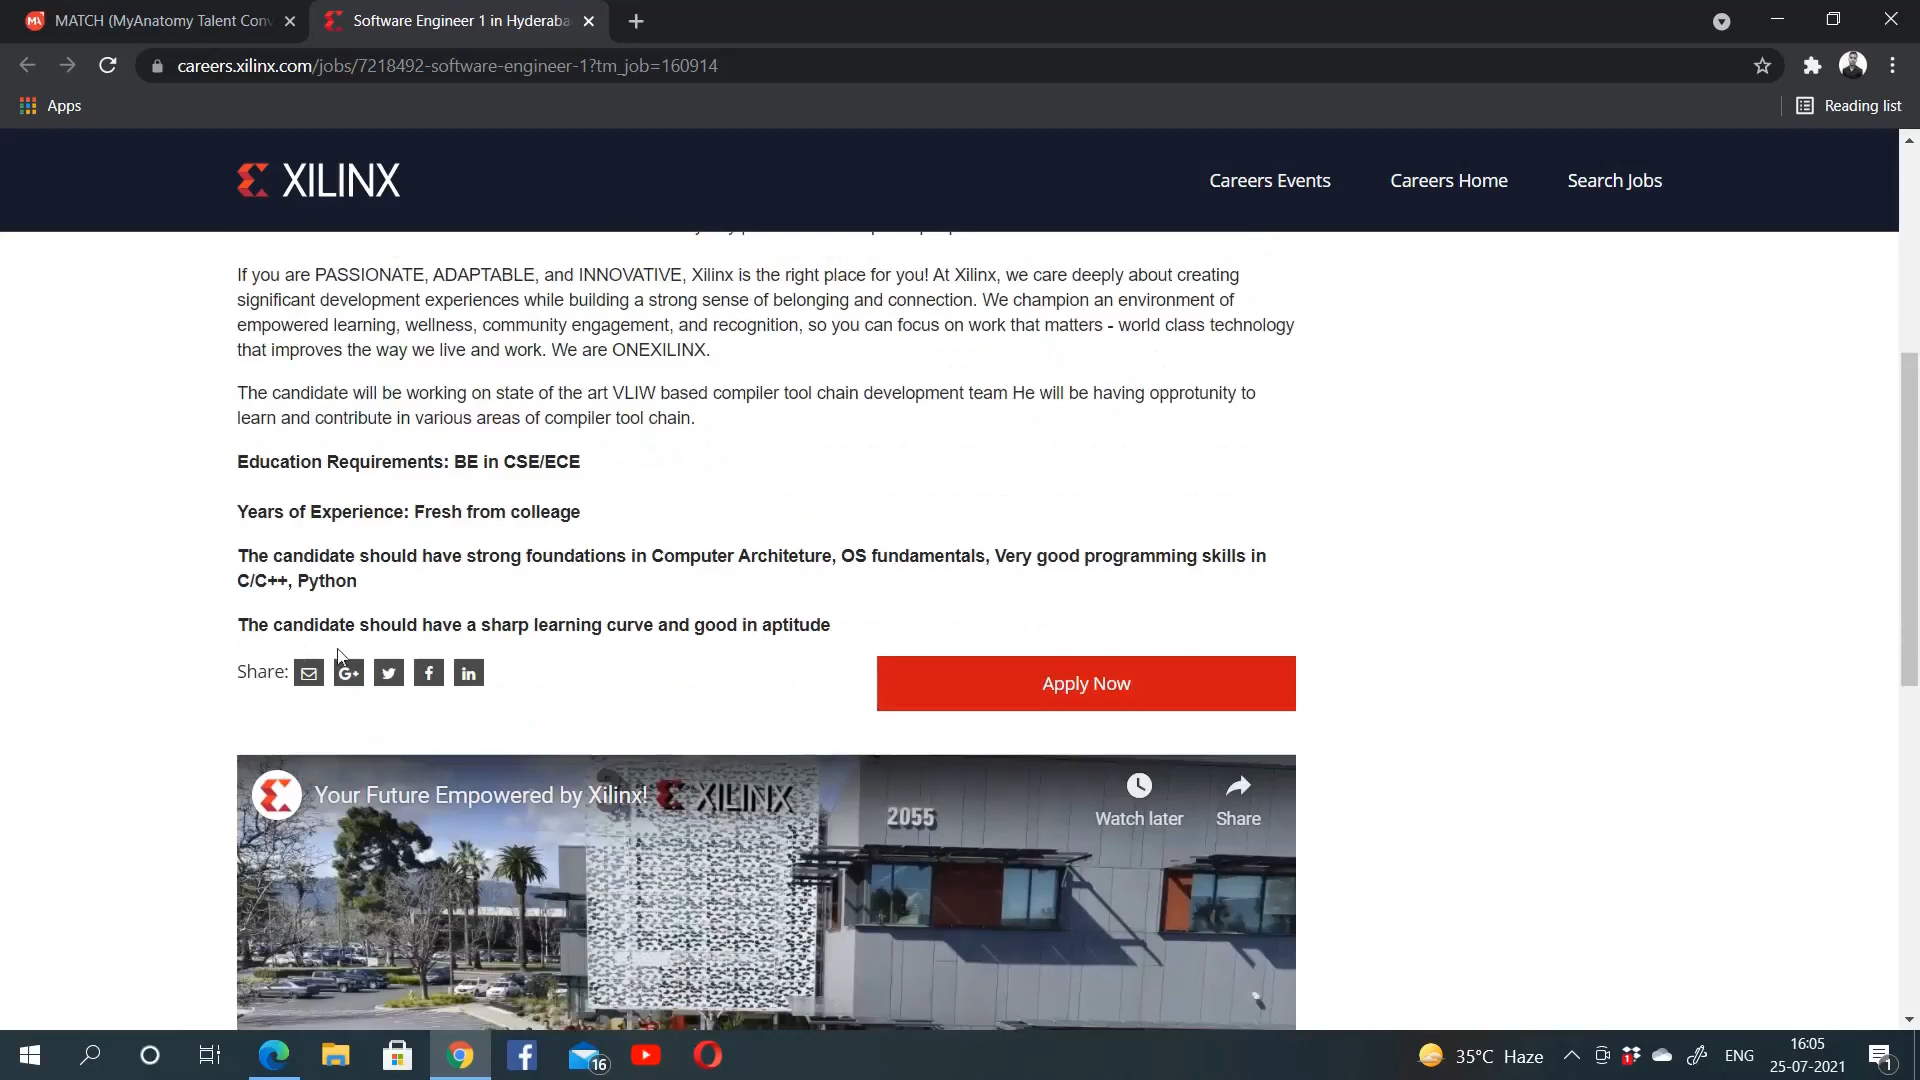 MATCH (MyAnatomy Talent Conv
Software Engineer 1 in Hyderaba
careers.xilinx.com/jobs/7218492-software-engineer-1?tm_job=160914
Apps
Reading list
XILINX
Careers Events
Careers Home
Search Jobs
If you are PASSIONATE, ADAPTABLE, and INNOVATIVE, Xilinx is the right place for you! At Xilinx, we care deeply about creating
significant development experiences while building a strong sense of belonging and connection. We champion an environment of
empowered learning, wellness, community engagement, and recognition, so you can focus on work that matters - world class technology
that improves the way we live and work. We are ONEXILINX.
The candidate will be working on state of the art VLIW based compiler tool chain development team He will be having opprotunity to
learn and contribute in various areas of compiler tool chain.
Education Requirements: BE in CSE/ECE
Years of Experience: Fresh from colleage
The candidate should have strong foundations in Computer Architeture, OS fundamentals, Very good programming skills in
C/C++, Python
The candidate should have a sharp learning curve and good in aptitude
Share:
G+
f
in
Apply Now
Your Future Empowered by Xilinx!
XILINX
2055
Watch later
Share
16
35°C Haze
1
ENG
16:05
25-07-2021
1